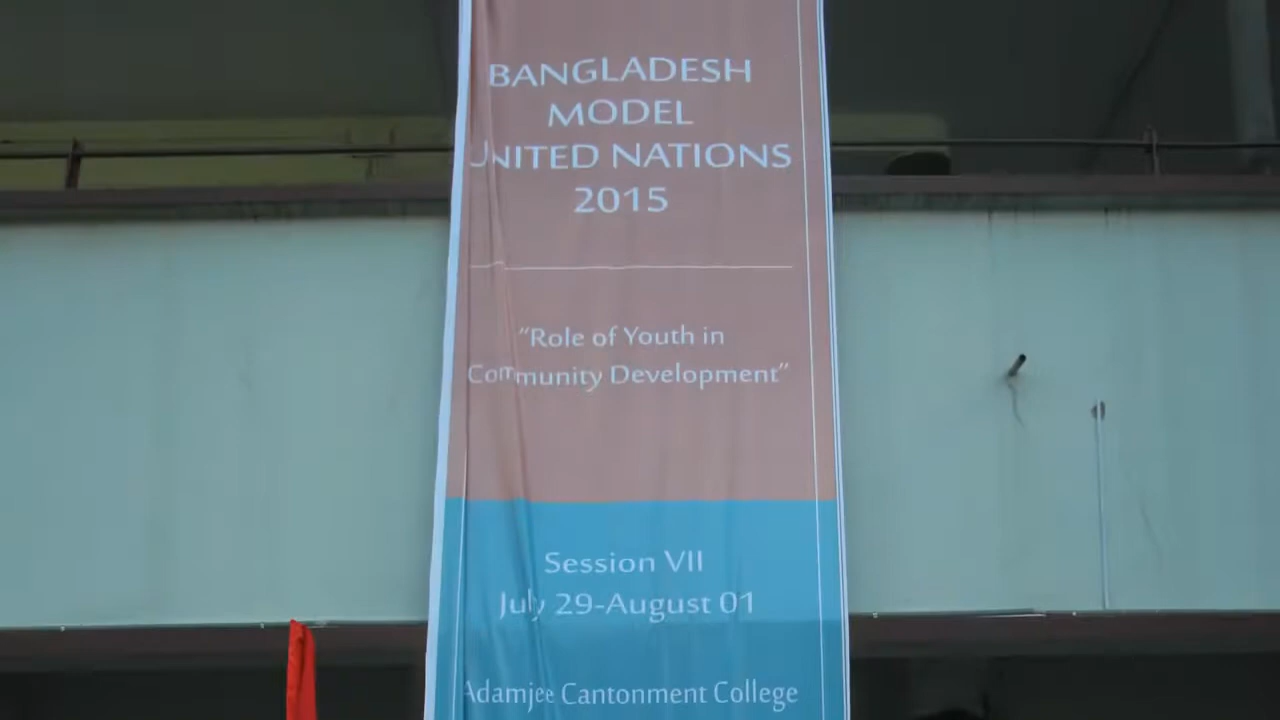 BANGLADESH
MODEL
UNITED NATIONS
2015
“Role of Youth in
Community Development”
Session VII
July 29-August 01
Adamjee Cantonment College